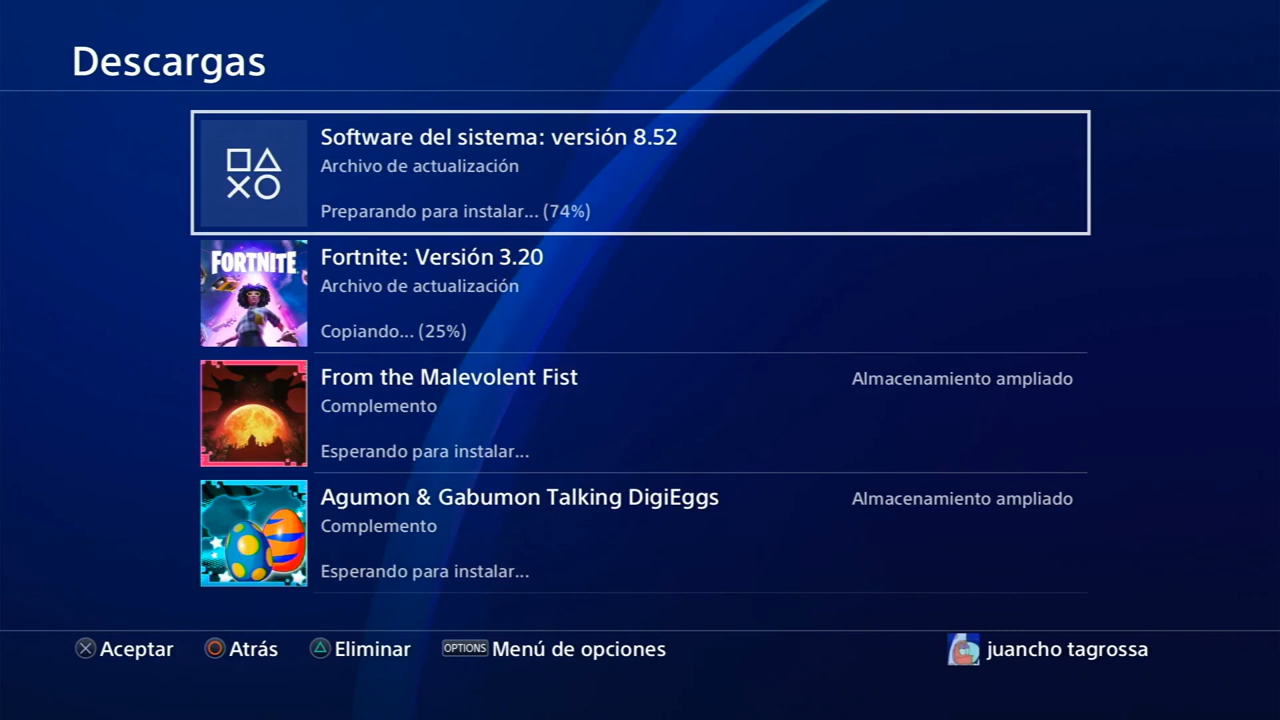 Descargas
Software del sistema: versión 8.52
Archivo de actualización
Preparando para instalar... (74%)
FORTNITE
Fortnite: Versión 3.20
Archivo de actualización
Copiando... (25%)
From the Malevolent Fist
Almacenamiento ampliado
Complemento
Esperando para instalar...
Agumon & Gabumon Talking DigiEggs
Almacenamiento ampliado
Complemento
Esperando para instalar...
Aceptar Atrás Eliminar OPTIONS Menú de opciones juancho tagrossa